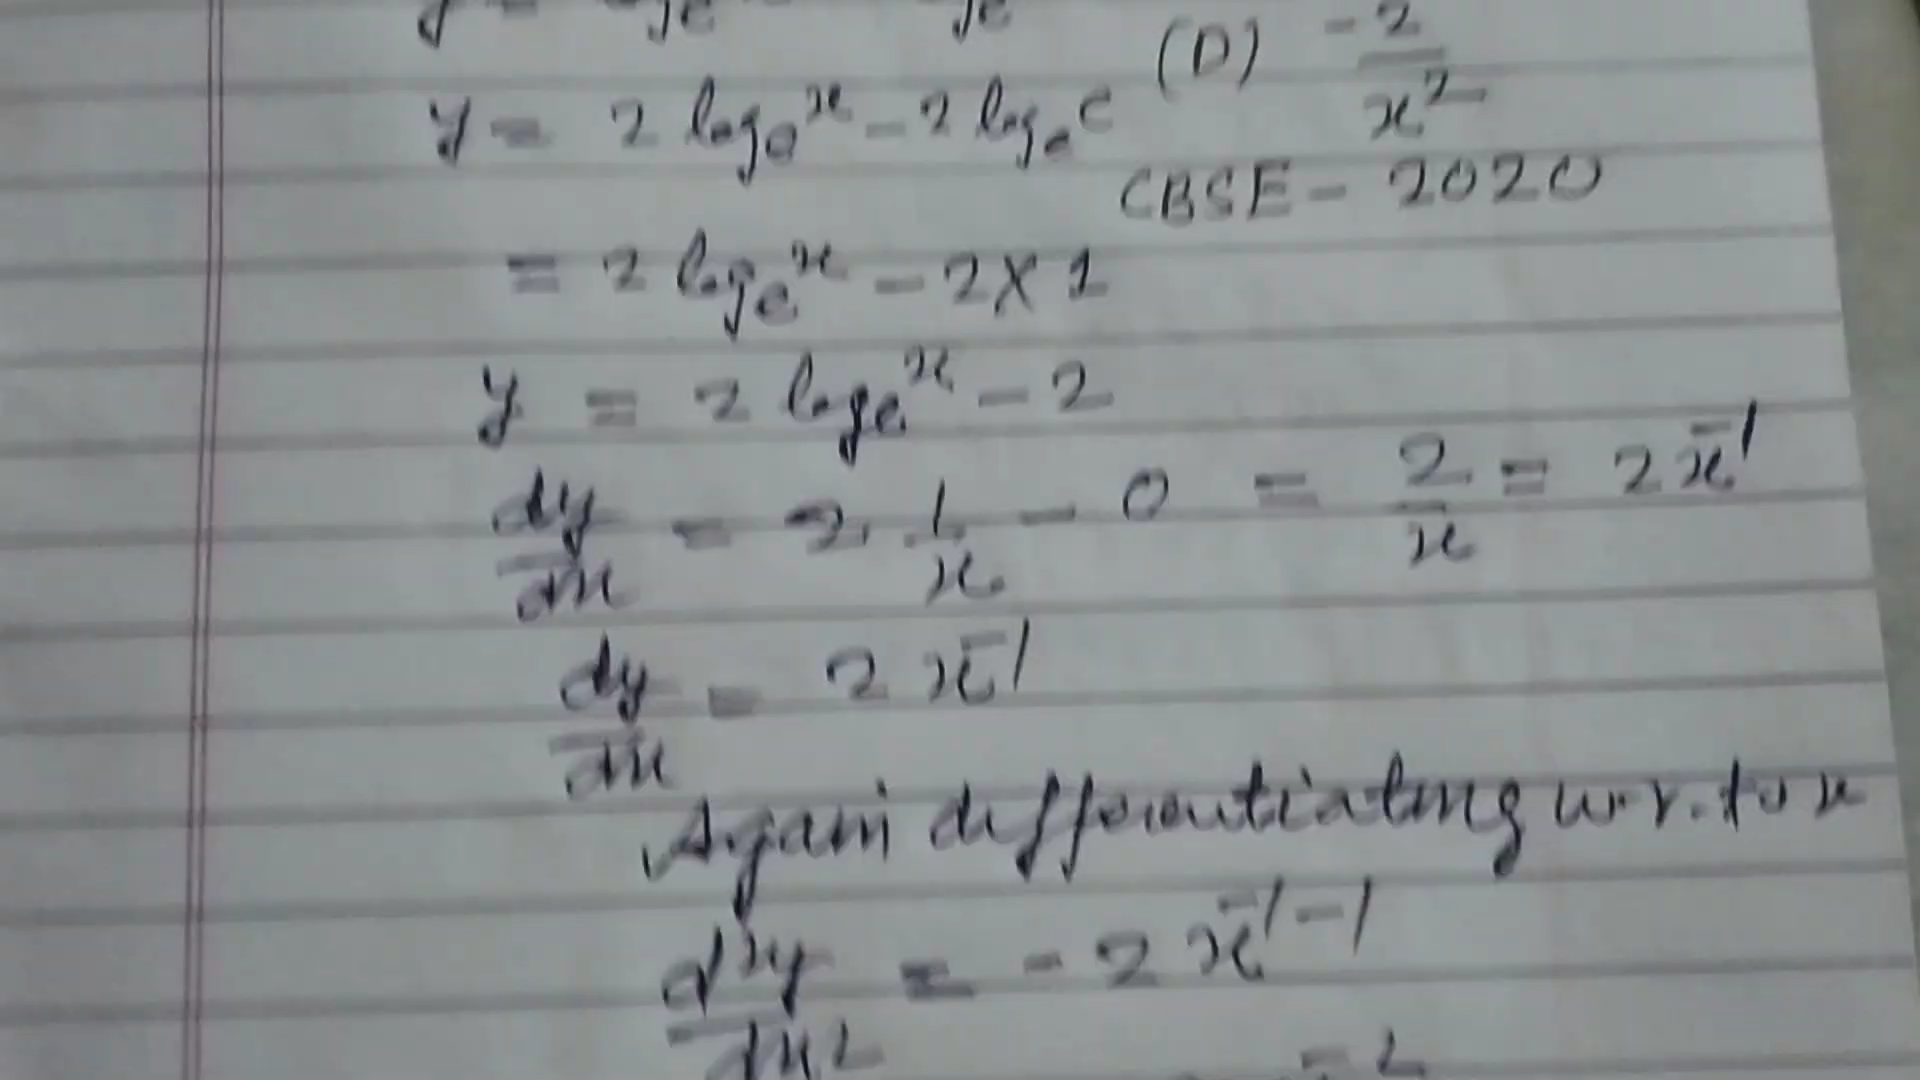 (D) -2/x²
y = 2 logₑx - 2 logₑe
CBSE - 2020
= 2 logₑx - 2 X 1
y = 2 logₑx - 2
dy/dx = 2. 1/x - 0 = 2/x = 2x⁻¹
dy/dx = 2x⁻¹
Again differentiating w.r.to x
d²y/dx² = - 2 x⁻¹⁻¹